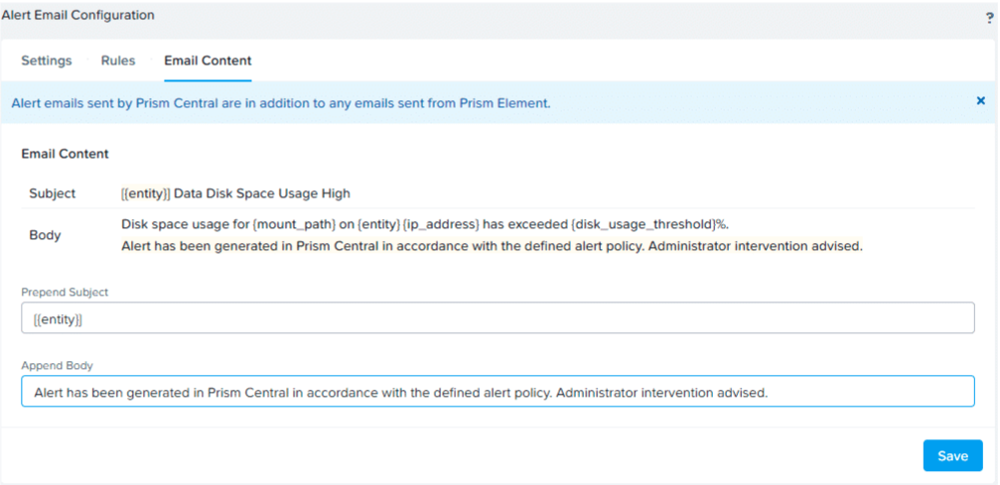 Alert Email Configuration
?
Settings Rules Email Content
Alert emails sent by Prism Central are in addition to any emails sent from Prism Element.
×
Email Content
Subject [{entity}] Data Disk Space Usage High
Body
Disk space usage for {mount_path} on {entity} {ip_address} has exceeded {disk_usage_threshold}%.
Alert has been generated in Prism Central in accordance with the defined alert policy. Administrator intervention advised.
Prepend Subject
[{entity}]
Append Body
Alert has been generated in Prism Central in accordance with the defined alert policy. Administrator intervention advised.
Save